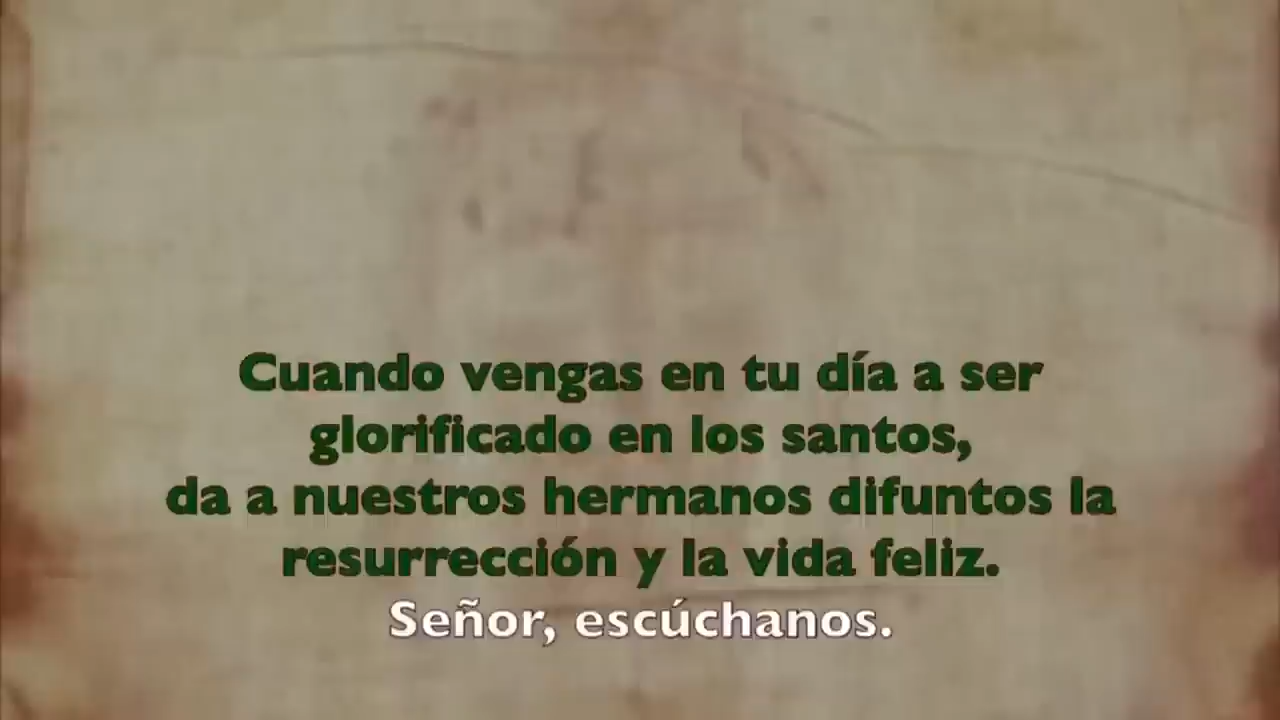 Cuando vengas en tu día a ser
glorificado en los santos,
da a nuestros hermanos difuntos la
resurrección y la vida feliz.
Señor, escúchanos.